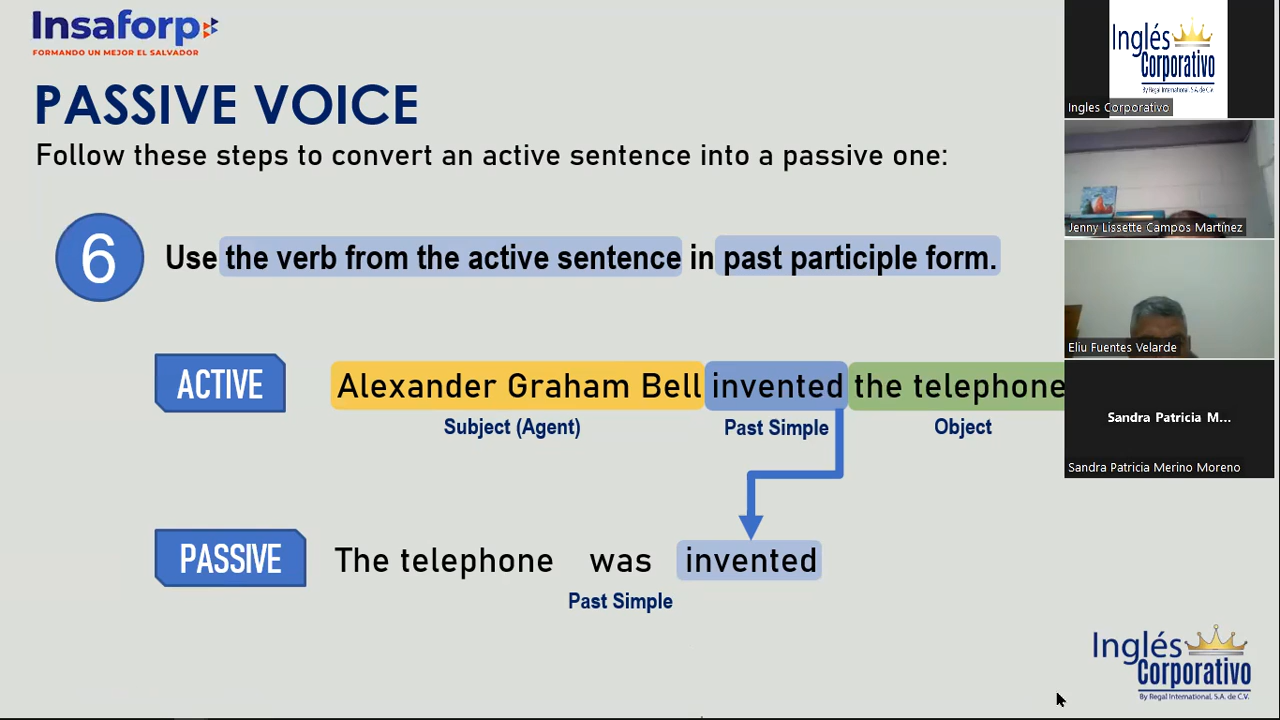 Insaforp
FORMANDO UN MEJOR EL SALVADOR
PASSIVE VOICE
Follow these steps to convert an active sentence into a passive one:
6 Use the verb from the active sentence in past participle form.
ACTIVE Alexander Graham Bell invented the telephone
Subject (Agent) Past Simple Object
PASSIVE The telephone was invented
Past Simple
Inglés
Corporativo
By Regal International, S.A. de C.V.
Ingles Corporativo
Jenny Lissette Campos Martínez
Eliu Fuentes Velarde
Sandra Patricia M...
Sandra Patricia Merino Moreno
Inglés
Corporativo
By Regal International, S.A. de C.V.